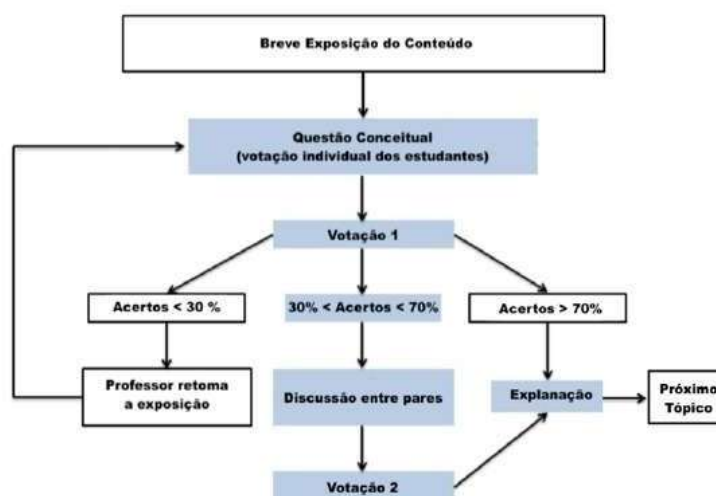 Breve Exposição do Conteúdo
Questão Conceitual
(votação individual dos estudantes)
Votação 1
Acertos < 30 %
30% < Acertos < 70%
Acertos > 70%
Professor retoma
a exposição
Discussão entre pares
Explanação
Próximo
Tópico
Votação 2